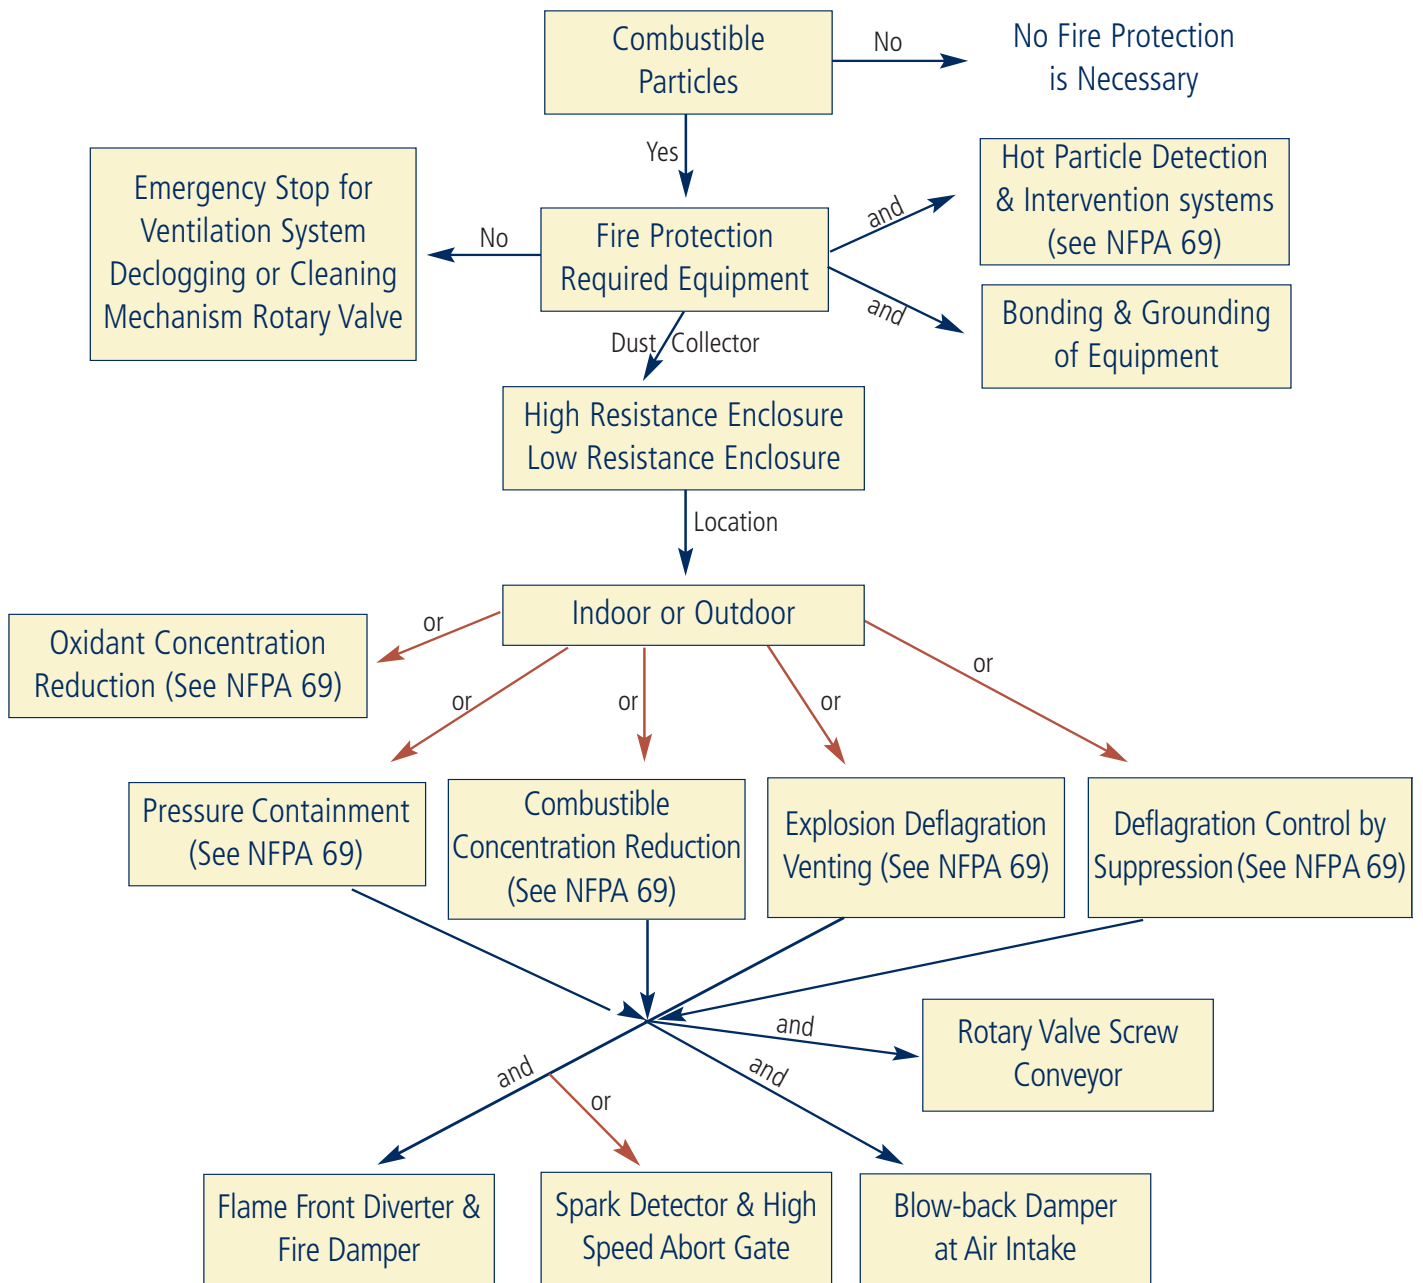 Combustible
Particles
No
No Fire Protection
is Necessary
Yes
Emergency Stop for
Ventilation System
Declogging or Cleaning
Mechanism Rotary Valve
No
Fire Protection
Required Equipment
and
Hot Particle Detection
& Intervention systems
(see NFPA 69)
and
Bonding & Grounding
of Equipment
Dust Collector
High Resistance Enclosure
Low Resistance Enclosure
Location
Indoor or Outdoor
or
Oxidant Concentration
Reduction (See NFPA 69)
or
or
or
or
Pressure Containment
(See NFPA 69)
Combustible
Concentration Reduction
(See NFPA 69)
Explosion Deflagration
Venting (See NFPA 69)
Deflagration Control by
Suppression (See NFPA 69)
and
Rotary Valve Screw
Conveyor
and
or
and
Flame Front Diverter &
Fire Damper
Spark Detector & High
Speed Abort Gate
Blow-back Damper
at Air Intake